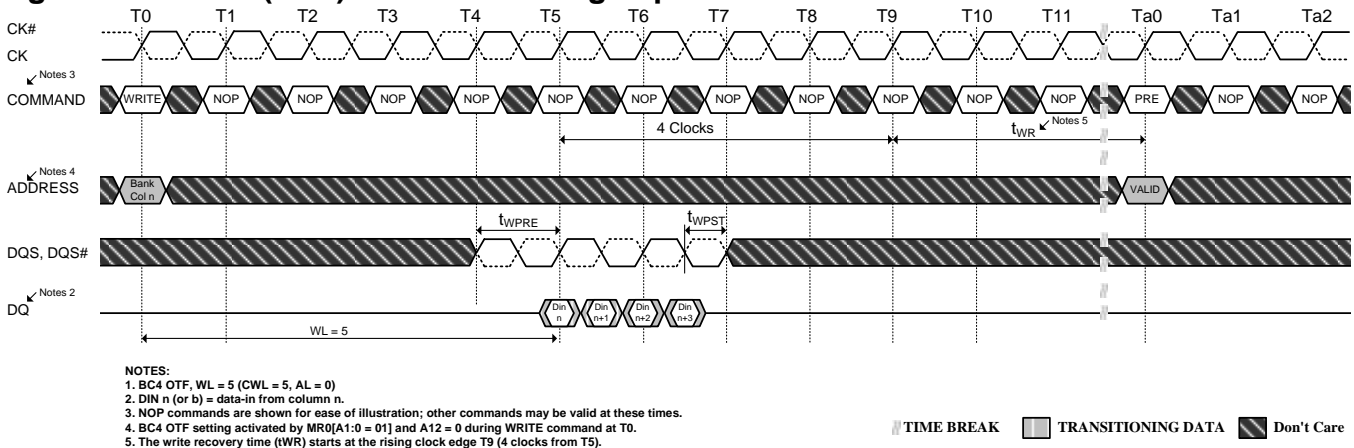 T0 T1 T2 T3 T4 T5 T6 T7 T8 T9 T10 T11 Ta0 Ta1 Ta2
CK#
CK
Notes 3
COMMAND WRITE NOP NOP NOP NOP NOP NOP NOP NOP NOP NOP NOP PRE NOP NOP
4 Clocks tWR Notes 5
Notes 4
ADDRESS Bank Col n VALID
tWPRE tWPST
DQS, DQS#
Notes 2
DQ Din n Din n+1 Din n+2 Din n+3
WL = 5
NOTES:
1. BC4 OTF, WL = 5 (CWL = 5, AL = 0)
2. DIN n (or b) = data-in from column n.
3. NOP commands are shown for ease of illustration; other commands may be valid at these times.
4. BC4 OTF setting activated by MR0[A1:0 = 01] and A12 = 0 during WRITE command at T0.
5. The write recovery time (tWR) starts at the rising clock edge T9 (4 clocks from T5).
TIME BREAK TRANSITIONING DATA Don't Care